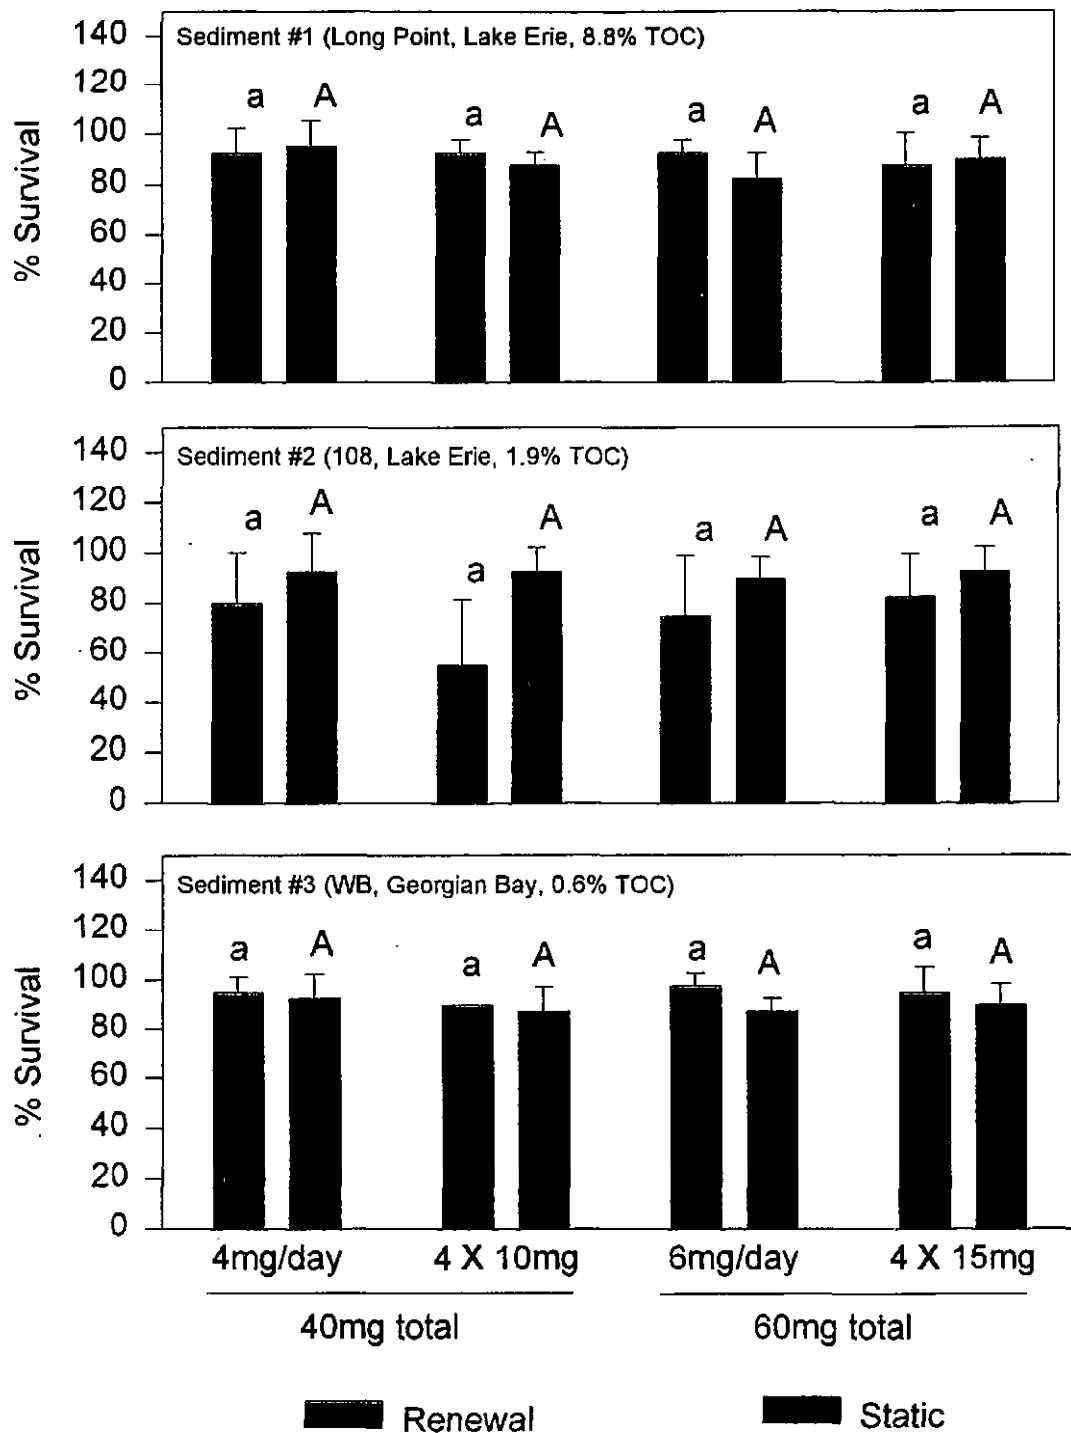 Sediment #1 (Long Point, Lake Erie, 8.8% TOC)
% Survival
140
120
100
80
60
40
20
0
a A a A a A a A
Sediment #2 (108, Lake Erie, 1.9% TOC)
% Survival
140
120
100
80
60
40
20
0
a A a A a A a A
Sediment #3 (WB, Georgian Bay, 0.6% TOC)
% Survival
140
120
100
80
60
40
20
0
a A a A a A a A
4mg/day 4 X 10mg 6mg/day 4 X 15mg
40mg total 60mg total
Renewal Static